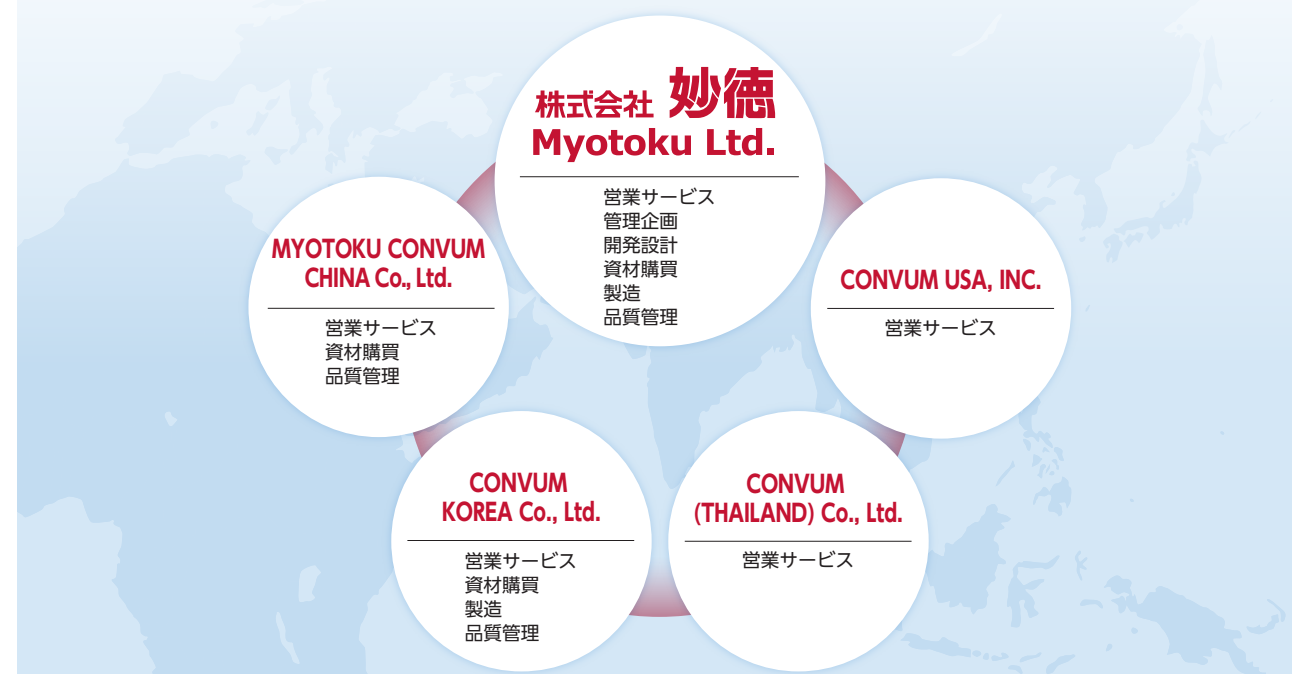 株式会社 妙徳
Myotoku Ltd.
営業サービス
管理企画
開発設計
資材購買
製造
品質管理
MYOTOKU CONVUM
CHINA Co., Ltd.
営業サービス
資材購買
品質管理
CONVUM USA, INC.
営業サービス
CONVUM
KOREA Co., Ltd.
営業サービス
資材購買
製造
品質管理
CONVUM
(THAILAND) Co., Ltd.
営業サービス